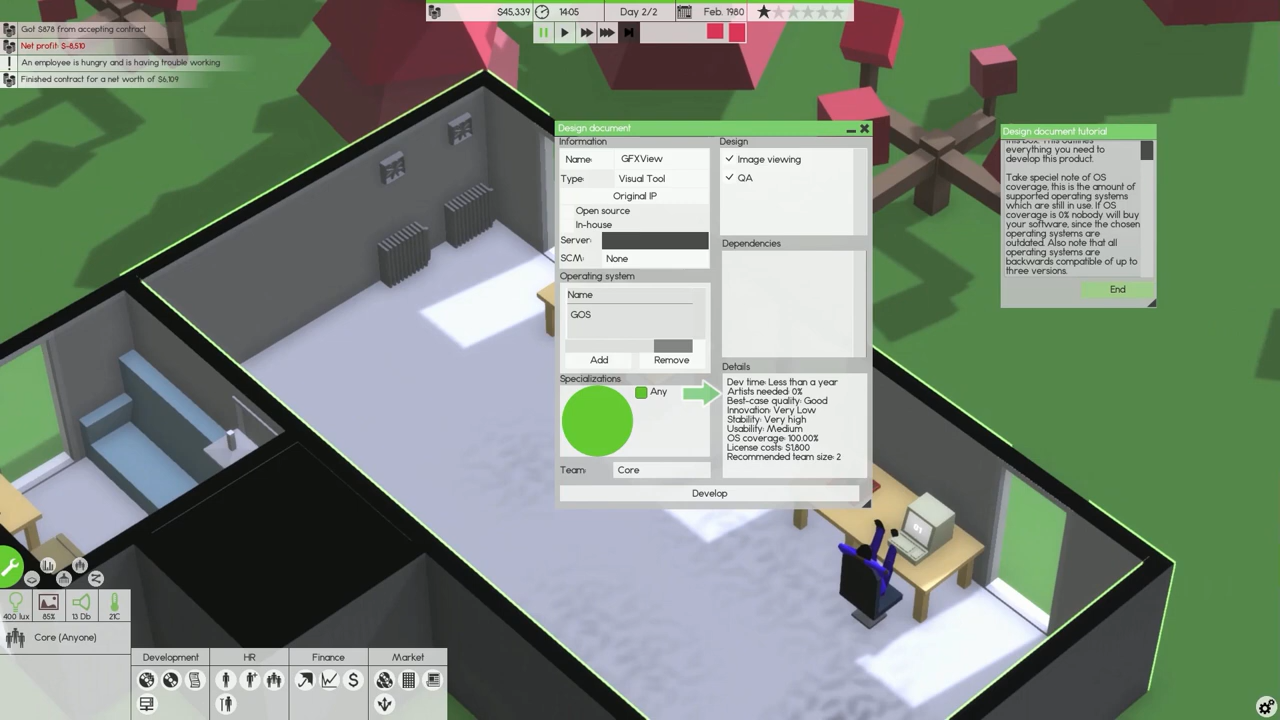 $45,339
1405
Day 2/2
Feb. 1980
Got $878 from accepting contract
Net profit: $-8,510
An employee is hungry and is having trouble working
Finished contract for a net worth of $6,109
Design document
Information
Name:
GFXView
Type:
Visual Tool
Original IP
Open source
In-house
Server:
SCM:
None
Operating system
Name
GOS
Add
Remove
Specializations
Any
Team:
Core
Design
Image viewing
QA
Dependencies
Details
Dev time: Less than a year
Artists needed: 0%
Best-case quality: Good
Innovation: Very Low
Stability: Very high
Usability: Medium
OS coverage: 100.00%
License costs: $1,800
Recommended team size: 2
Develop
Design document tutorial
this box. This outlines
everything you need to
develop this product.
Take speciel note of OS
coverage, this is the amount of
supported operating systems
which are still in use. If OS
coverage is 0% nobody will buy
your software, since the chosen
operating systems are
outdated. Also note that all
operating systems are
backwards compatible of up to
three versions.
End
01
400 lux
85%
13 Db
21C
Core (Anyone)
Development
HR
Finance
Market